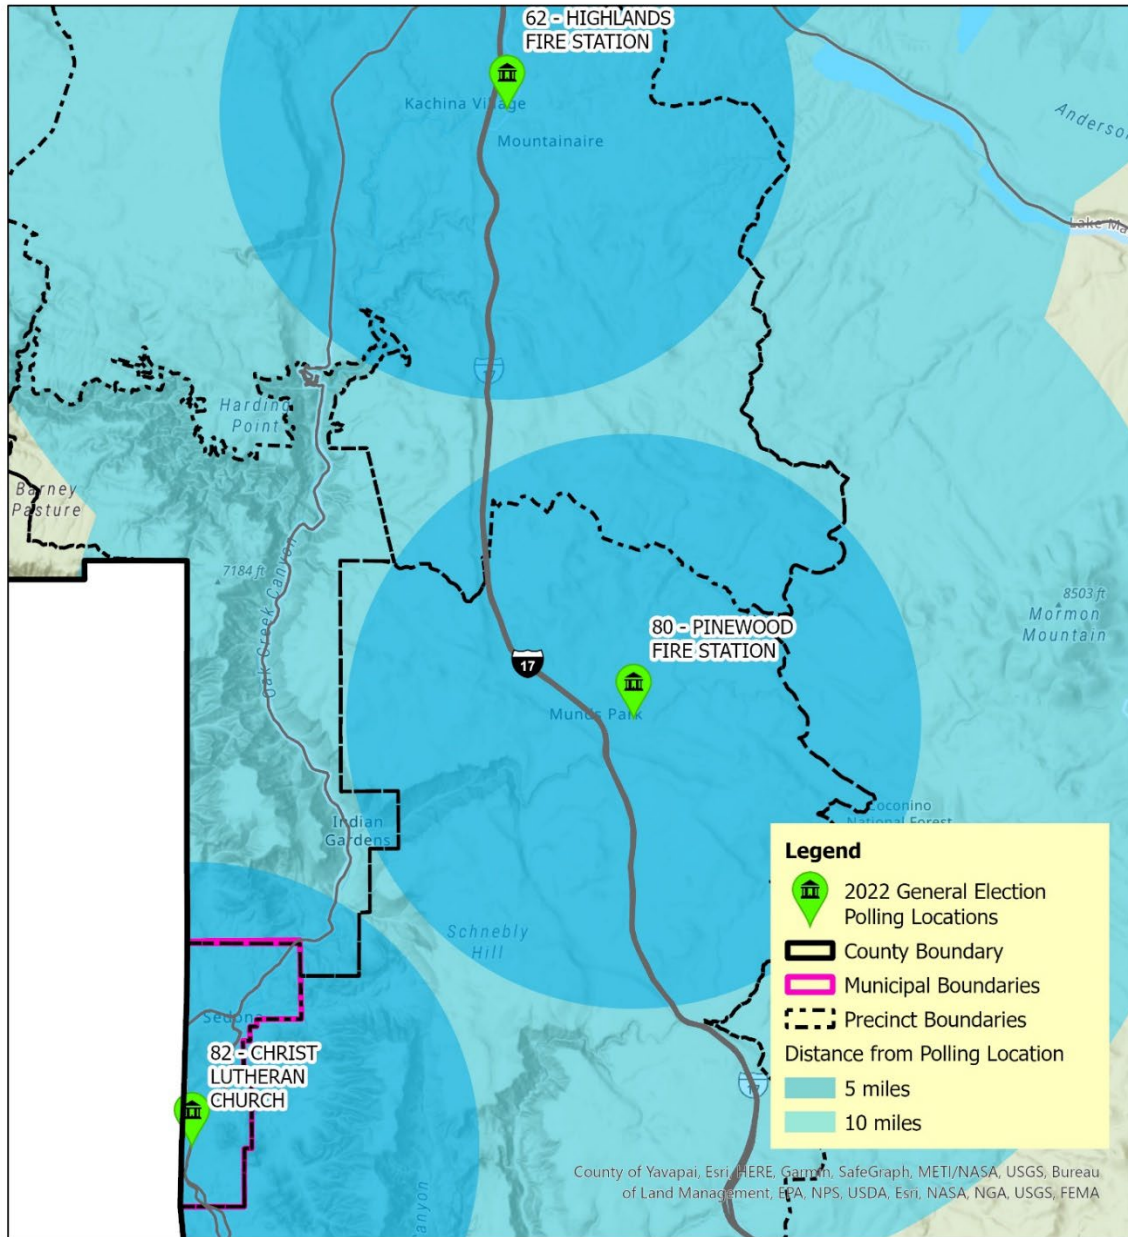 62 - HIGHLANDS
FIRE STATION
Kachina Village
Mountainaire
Anderson
Lake Ma
Harding
Point
Barney
Pasture
7184 ft
Oak Creek Canyon
8503 ft
Mormon
Mountain
80 - PINEWOOD
FIRE STATION
17
Munds Park
Indian
Gardens
Coconino
National Forest
Schnebly
Hill
Sedona
82 - CHRIST
LUTHERAN
CHURCH
17
Canyon
Legend
2022 General Election
Polling Locations
County Boundary
Municipal Boundaries
Precinct Boundaries
Distance from Polling Location
5 miles
10 miles
County of Yavapai, Esri, HERE, Garmin, SafeGraph, METI/NASA, USGS, Bureau
of Land Management, EPA, NPS, USDA, Esri, NASA, NGA, USGS, FEMA